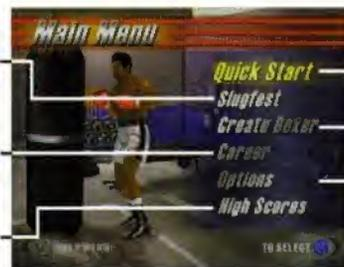 Main Menu
Quick Start
Slugfest
Create Boxer
Career
Options
High Scores
TO SELECT